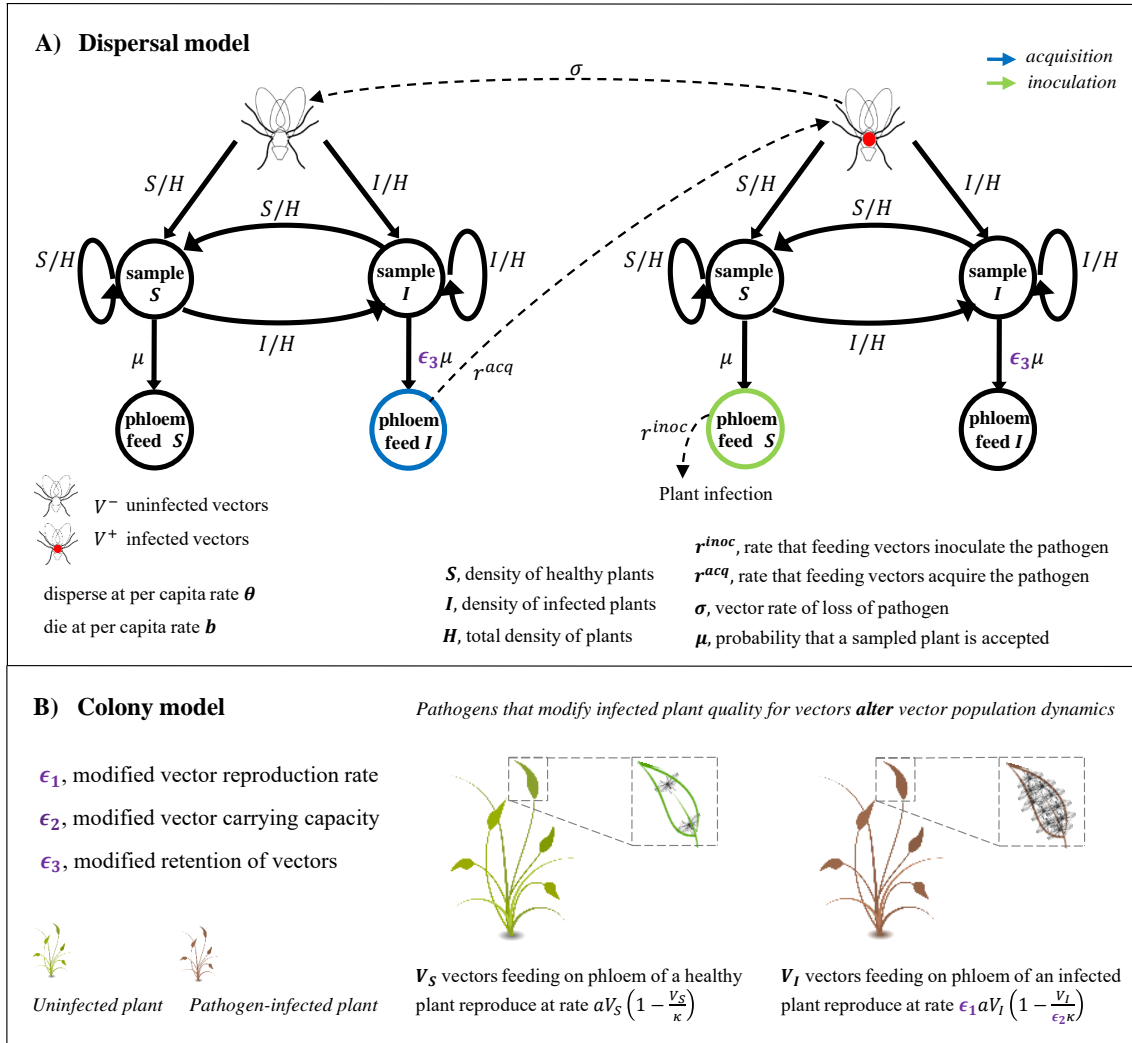 A) Dispersal model
acquisition
inoculation
σ
S/H
I/H
S/H
S/H
I/H
sample
S
sample
I
I/H
μ
ϵ₃μ
phloem
feed S
phloem
feed I
r^{acq}
S/H
I/H
S/H
S/H
I/H
sample
S
sample
I
I/H
μ
ϵ₃μ
phloem
feed S
phloem
feed I
r^{inoc}
Plant infection
V⁻ uninfected vectors
V⁺ infected vectors
disperse at per capita rate θ
die at per capita rate b
S, density of healthy plants
I, density of infected plants
H, total density of plants
r^{inoc}, rate that feeding vectors inoculate the pathogen
r^{acq}, rate that feeding vectors acquire the pathogen
σ, vector rate of loss of pathogen
μ, probability that a sampled plant is accepted
B) Colony model
Pathogens that modify infected plant quality for vectors alter vector population dynamics
ϵ₁, modified vector reproduction rate
ϵ₂, modified vector carrying capacity
ϵ₃, modified retention of vectors
Uninfected plant
Pathogen-infected plant
V_S vectors feeding on phloem of a healthy
plant reproduce at rate aV_S (1 − V_S/κ)
V_I vectors feeding on phloem of an infected
plant reproduce at rate ϵ₁aV_I (1 − V_I/ϵ₂κ)